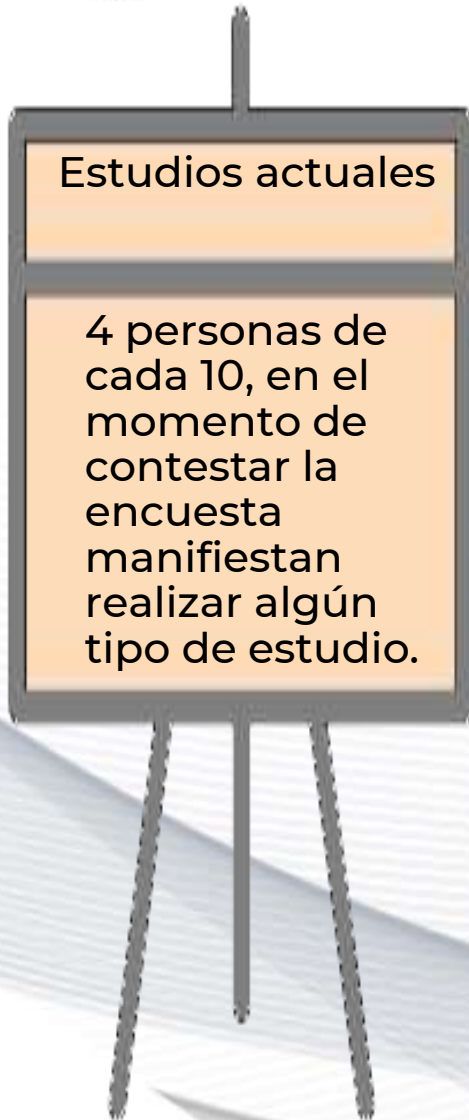 Estudios actuales
4 personas de
cada 10, en el
momento de
contestar la
encuesta
manifiestan
realizar algún
tipo de estudio.